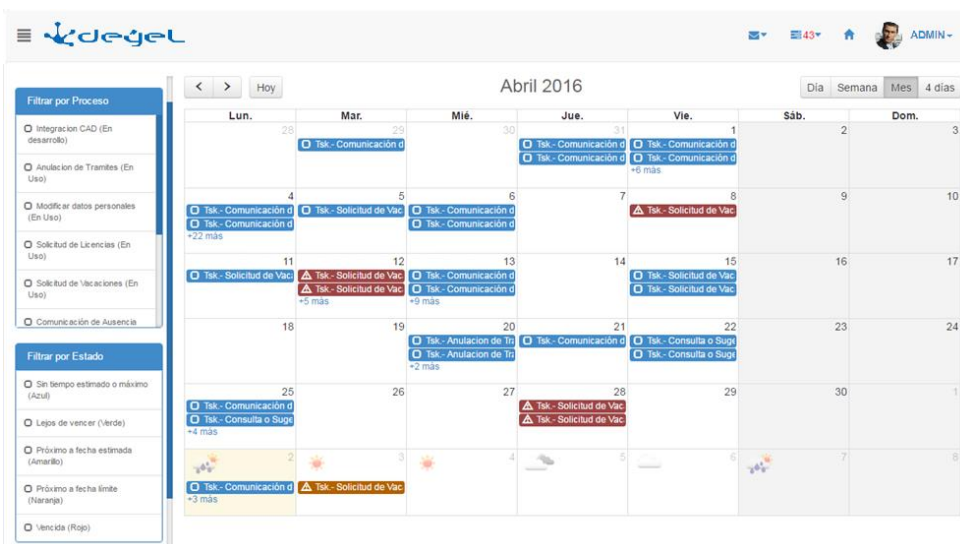 deyel
43
ADMIN
Filtrar por Proceso
Integracion CAD (En
desarrollo)
Anulacion de Tramites (En
Uso)
Modificar datos personales
(En Uso)
Solicitud de Licencias (En
Uso)
Solicitud de Vacaciones (En
Uso)
Comunicación de Ausencia
Filtrar por Estado
Sin tiempo estimado o máximo
(Azul)
Lejos de vencer (Verde)
Próximo a fecha estimada
(Amarillo)
Próximo a fecha límite
(Naranja)
Vencida (Rojo)
< > Hoy
Abril 2016
Día Semana Mes 4 días
Lun. Mar. Mié. Jue. Vie. Sáb. Dom.
28 29 30 31 1 2 3
Tsk.- Comunicación d Tsk.- Comunicación d Tsk.- Comunicación d
Tsk.- Comunicación d Tsk.- Comunicación d
+6 más
4 5 6 7 8 9 10
Tsk.- Comunicación d Tsk.- Solicitud de Vac Tsk.- Comunicación d Tsk.- Solicitud de Vac
Tsk.- Comunicación d Tsk.- Comunicación d
+22 más
11 12 13 14 15 16 17
Tsk.- Solicitud de Vaca Tsk.- Solicitud de Vac Tsk.- Comunicación d Tsk.- Solicitud de Vac
Tsk.- Solicitud de Vac Tsk.- Comunicación d Tsk.- Solicitud de Vac
+5 más +9 más
18 19 20 21 22 23 24
Tsk.- Anulacion de Tra Tsk.- Comunicación d Tsk.- Consulta o Suge
Tsk.- Anulacion de Tra Tsk.- Consulta o Suge
+2 más
25 26 27 28 29 30 1
Tsk.- Comunicación d Tsk.- Solicitud de Vac
Tsk.- Consulta o Suge Tsk.- Solicitud de Vac
+4 más
2 3 4 5 6 7 8
Tsk.- Comunicación d Tsk.- Solicitud de Vac
+3 más